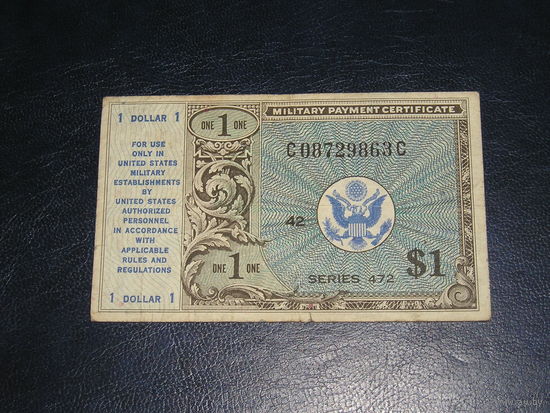 1 DOLLAR 1
FOR USE
ONLY IN
UNITED STATES
MILITARY
ESTABLISHMENTS
BY
UNITED STATES
AUTHORIZED
PERSONNEL
IN ACCORDANCE
WITH
APPLICABLE
RULES AND
REGULATIONS
1 DOLLAR 1
ONE 1 ONE
MILITARY PAYMENT CERTIFICATE
C08729863C
42
ONE 1 ONE
SERIES 472
$1